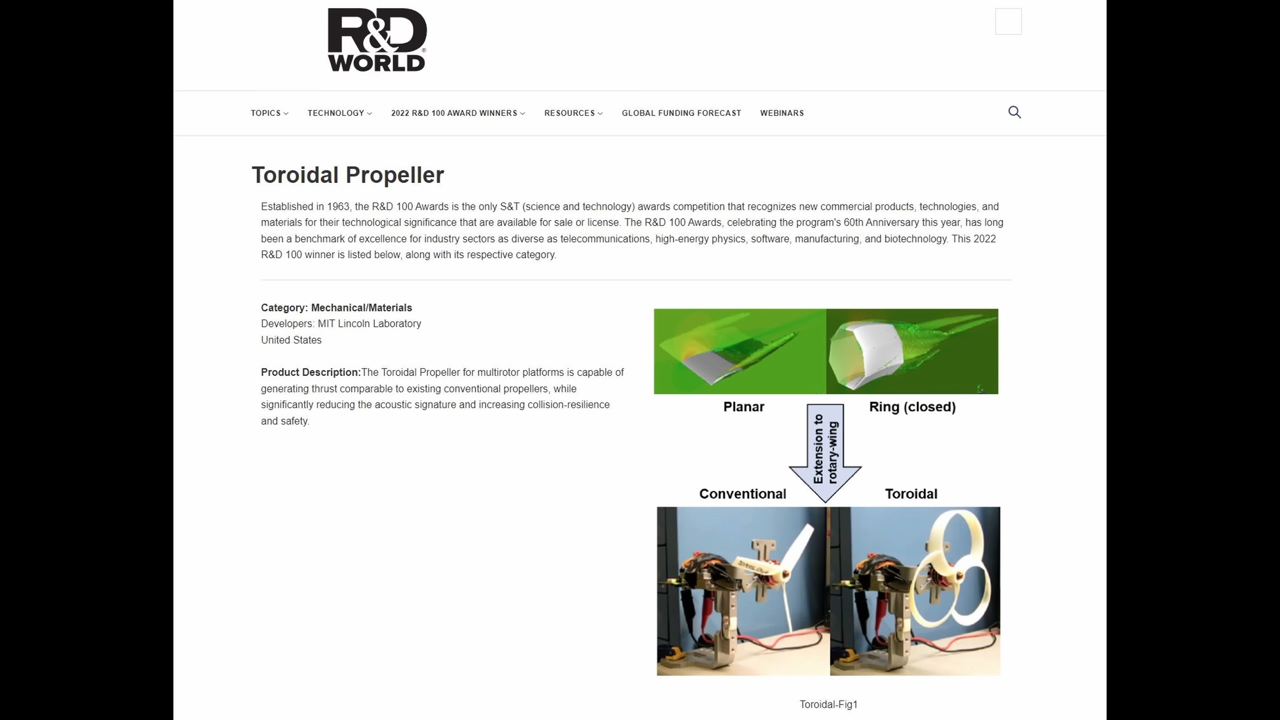 R&D
WORLD
TOPICS
TECHNOLOGY
2022 R&D 100 AWARD WINNERS
RESOURCES
GLOBAL FUNDING FORECAST
WEBINARS
Toroidal Propeller
Established in 1963, the R&D 100 Awards is the only S&T (science and technology) awards competition that recognizes new commercial products, technologies, and
materials for their technological significance that are available for sale or license. The R&D 100 Awards, celebrating the program's 60th Anniversary this year, has long
been a benchmark of excellence for industry sectors as diverse as telecommunications, high-energy physics, software, manufacturing, and biotechnology. This 2022
R&D 100 winner is listed below, along with its respective category.
Category: Mechanical/Materials
Developers: MIT Lincoln Laboratory
United States
Product Description:The Toroidal Propeller for multirotor platforms is capable of
generating thrust comparable to existing conventional propellers, while
significantly reducing the acoustic signature and increasing collision-resilience
and safety.
Planar
Ring (closed)
Extension to
rotary-wing
Conventional
Toroidal
Toroidal-Fig1